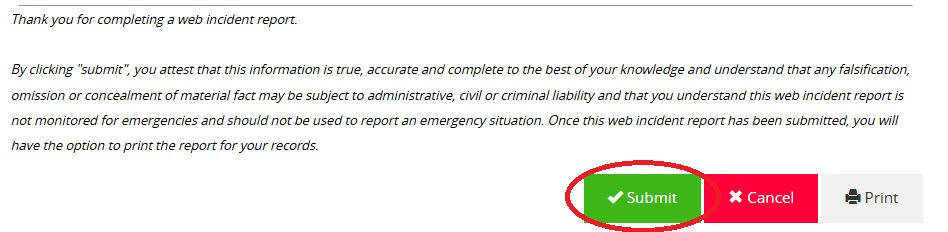 Thank you for completing a web incident report.
By clicking "submit", you attest that this information is true, accurate and complete to the best of your knowledge and understand that any falsification,
omission or concealment of material fact may be subject to administrative, civil or criminal liability and that you understand this web incident report is
not monitored for emergencies and should not be used to report an emergency situation. Once this web incident report has been submitted, you will
have the option to print the report for your records.
Submit Cancel Print